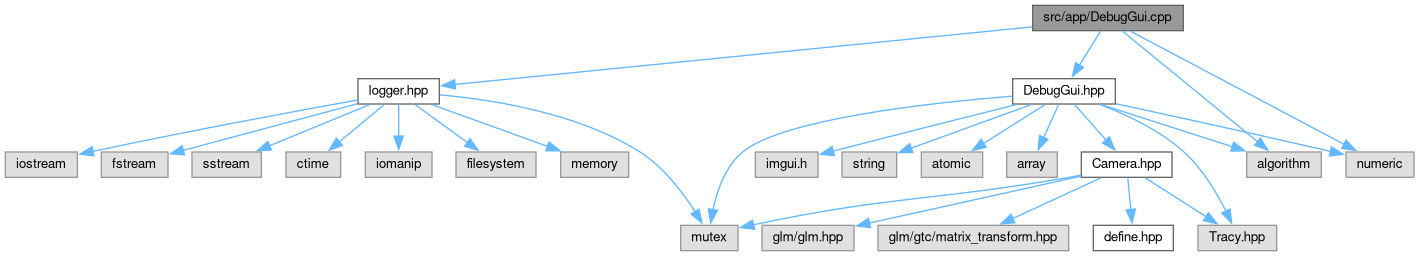 src/app/DebugGui.cpp
logger.hpp
DebugGui.hpp
iostream
fstream
sstream
ctime
iomanip
filesystem
memory
imgui.h
string
atomic
array
Camera.hpp
algorithm
numeric
mutex
glm/glm.hpp
glm/gtc/matrix_transform.hpp
define.hpp
Tracy.hpp